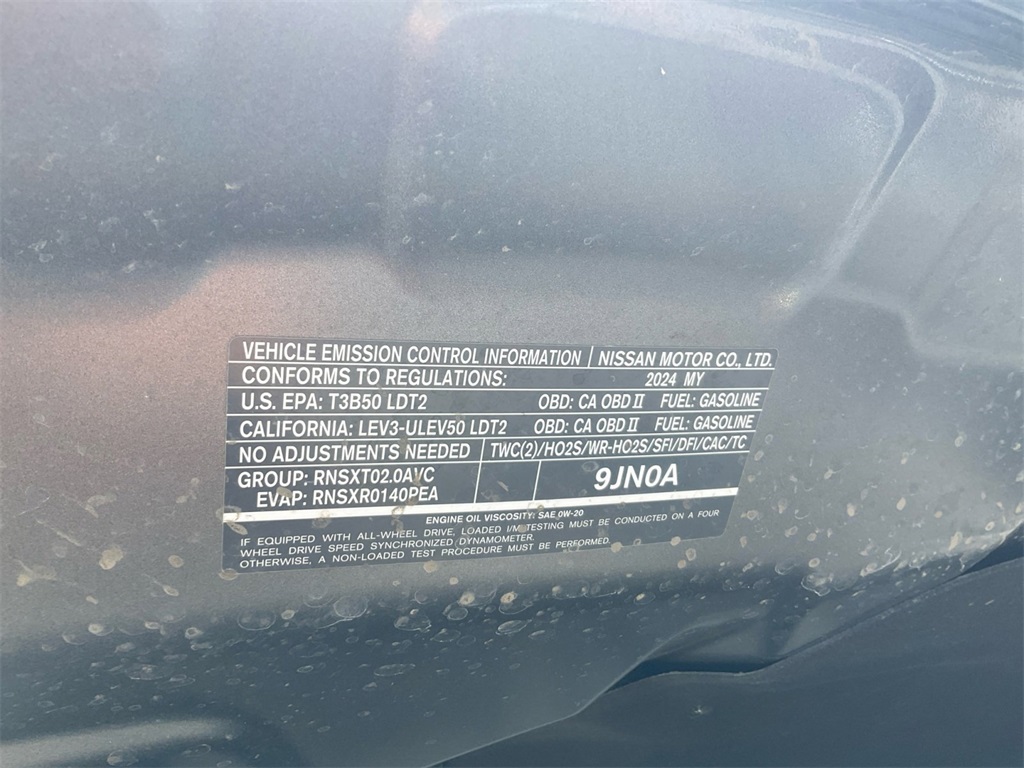 VEHICLE EMISSION CONTROL INFORMATION NISSAN MOTOR CO., LTD.
CONFORMS TO REGULATIONS: 2024 MY
U.S. EPA: T3B50 LDT2 OBD: CA OBD II FUEL: GASOLINE
CALIFORNIA: LEV3-ULEV50 LDT2 OBD: CA OBD II FUEL: GASOLINE
NO ADJUSTMENTS NEEDED TWC(2)/HO2S/WR-HO2S/SFI/DFI/CAC/TC
GROUP: RNSXT02.0AVC
EVAP: RNSXR0140PEA
9JN0A
ENGINE OIL VISCOSITY: SAE 0W-20
IF EQUIPPED WITH ALL-WHEEL DRIVE, LOADED I/M TESTING MUST BE CONDUCTED ON A FOUR
WHEEL DRIVE SPEED SYNCHRONIZED DYNAMOMETER.
OTHERWISE, A NON-LOADED TEST PROCEDURE MUST BE PERFORMED.